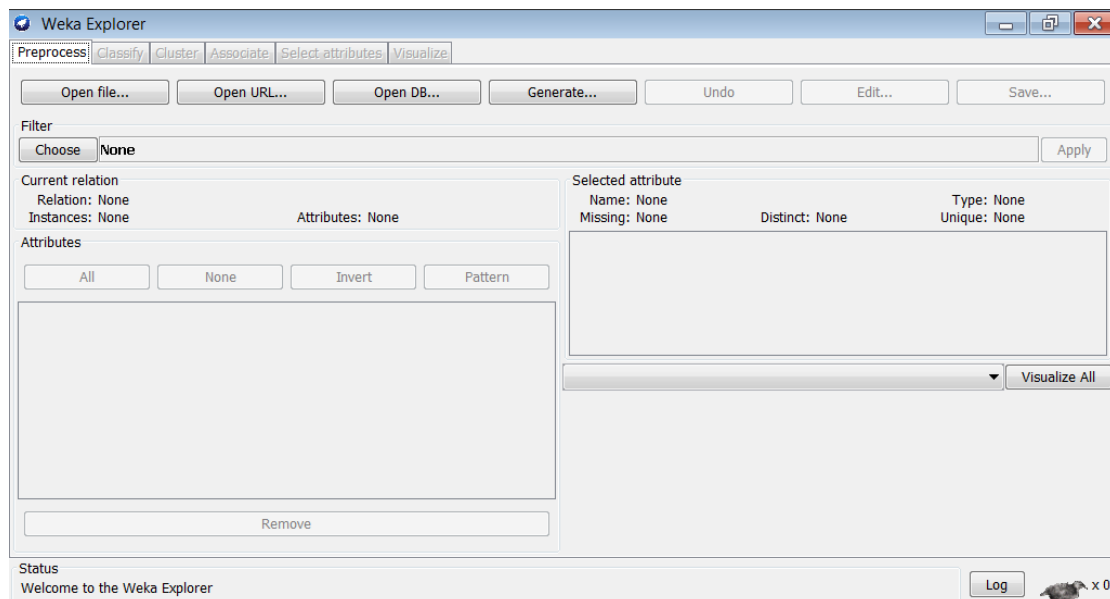 Weka Explorer
Preprocess Classify Cluster Associate Select attributes Visualize
Open file... Open URL... Open DB... Generate... Undo Edit... Save...
Filter
Choose None Apply
Current relation
Relation: None
Instances: None Attributes: None
Selected attribute
Name: None Type: None
Missing: None Distinct: None Unique: None
Attributes
All None Invert Pattern
Visualize All
Remove
Status
Welcome to the Weka Explorer
Log x 0